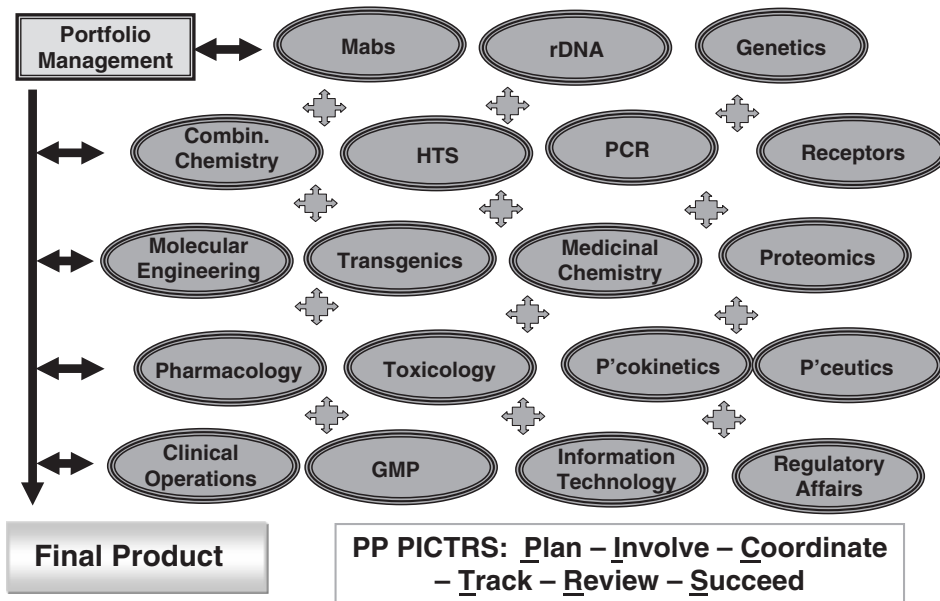 Portfolio
Management
Mabs
rDNA
Genetics
Combin.
Chemistry
HTS
PCR
Receptors
Molecular
Engineering
Transgenics
Medicinal
Chemistry
Proteomics
Pharmacology
Toxicology
P'cokinetics
P'ceutics
Clinical
Operations
GMP
Information
Technology
Regulatory
Affairs
Final Product
PP PICTRS: Plan – Involve – Coordinate
– Track – Review – Succeed